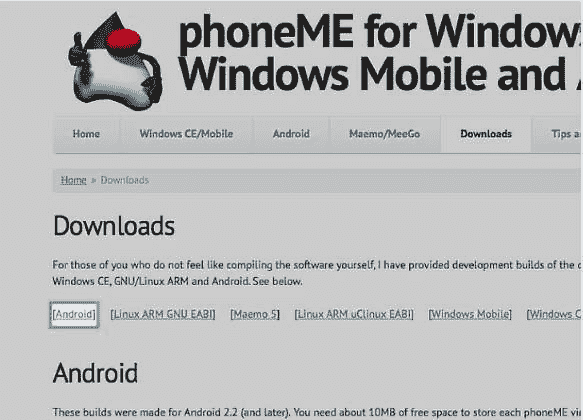 phoneME for Windows
Windows Mobile and
Home Windows CE/Mobile Android Maemo/MeeGo Downloads Tips
Home » Downloads
Downloads
For those of you who do not feel like compiling the software yourself, I have provided development builds of the
Windows CE, GNU/Linux ARM and Android. See below.
[Android] [Linux ARM GNU EABI] [Maemo 5] [Linux ARM uClinux EABI] [Windows Mobile] [Windows
Android
These builds were made for Android 2.2 (and later). You need about 10MB of free space to store each phoneME